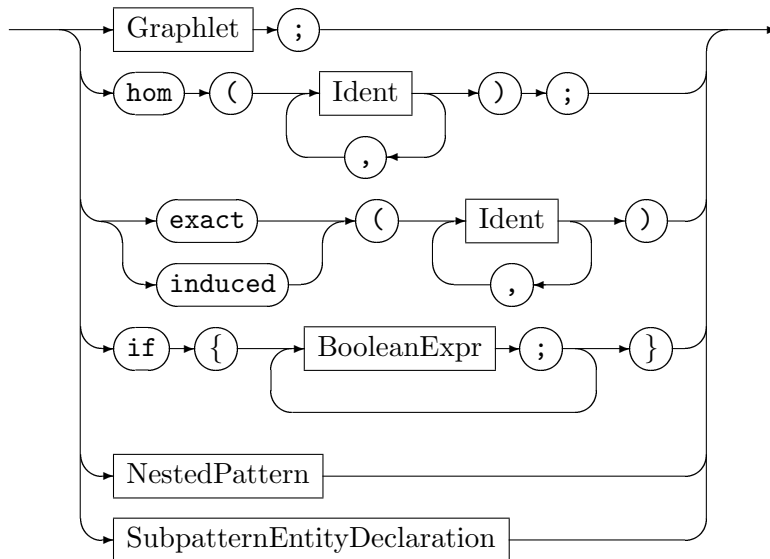 Graphlet ;
hom ( Ident ) ;
,
exact ( Ident )
induced ,
if { BooleanExpr ; }
NestedPattern
SubpatternEntityDeclaration